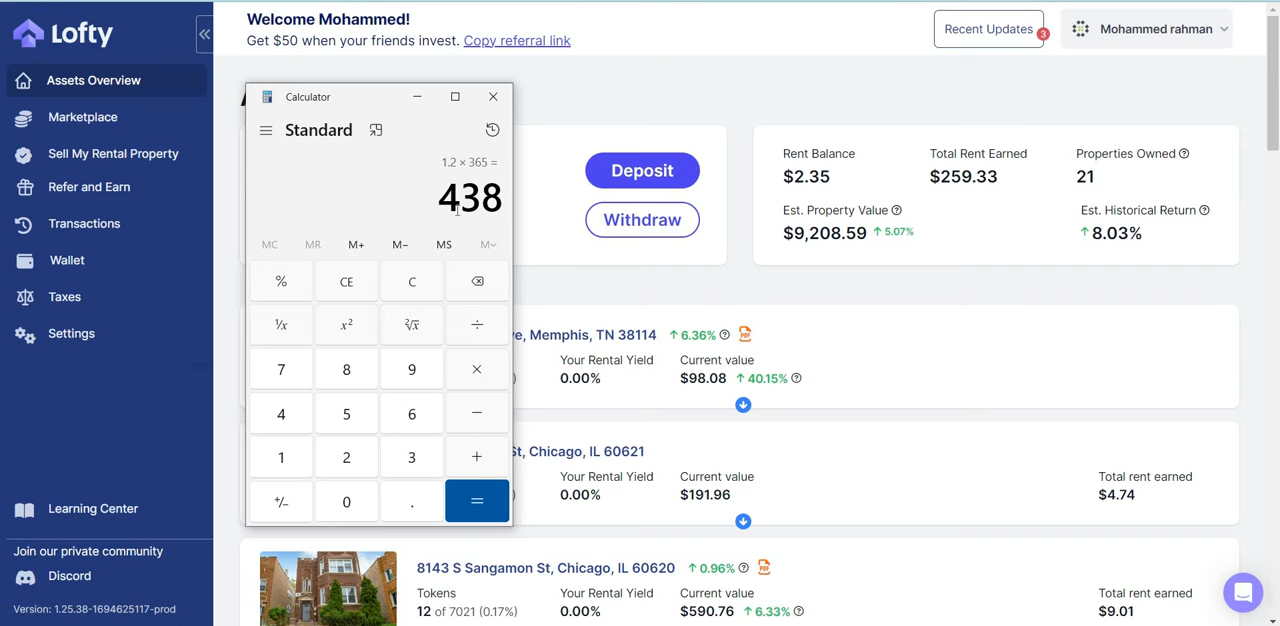 Lofty
Assets Overview
Marketplace
Sell My Rental Property
Refer and Earn
Transactions
Wallet
Taxes
Settings
Learning Center
Join our private community
Discord
Version: 1.25.38-1694625117-prod
Welcome Mohammed!
Get $50 when your friends invest. Copy referral link
Recent Updates 3
Mohammed rahman
Calculator
Standard
1.2 × 365 =
438
MC MR M+ M− MS M˅
% CE C
¹/x x² ²√x ÷
7 8 9 ×
4 5 6 −
1 2 3 +
+/− 0 . =
Deposit
Withdraw
Rent Balance
$2.35
Total Rent Earned
$259.33
Properties Owned
21
Est. Property Value
$9,208.59 ↑ 5.07%
Est. Historical Return
↑ 8.03%
e, Memphis, TN 38114 ↑ 6.36% PDF
Your Rental Yield
0.00%
Current value
$98.08 ↑ 40.15%
St, Chicago, IL 60621
Your Rental Yield
0.00%
Current value
$191.96
Total rent earned
$4.74
8143 S Sangamon St, Chicago, IL 60620 ↑ 0.96% PDF
Tokens
12 of 7021 (0.17%)
Your Rental Yield
0.00%
Current value
$590.76 ↑ 6.33%
Total rent earned
$9.01